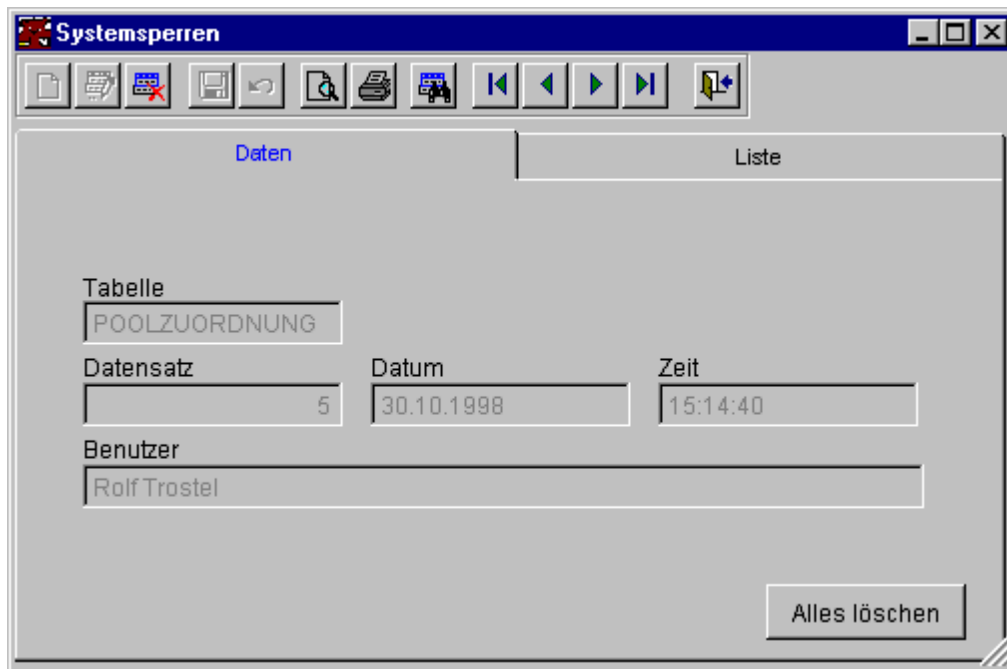 Systemsperren
Daten
Liste
Tabelle
POOLZUORDNUNG
Datensatz
Datum
Zeit
5
30.10.1998
15:14:40
Benutzer
Rolf Trostel
Alles löschen